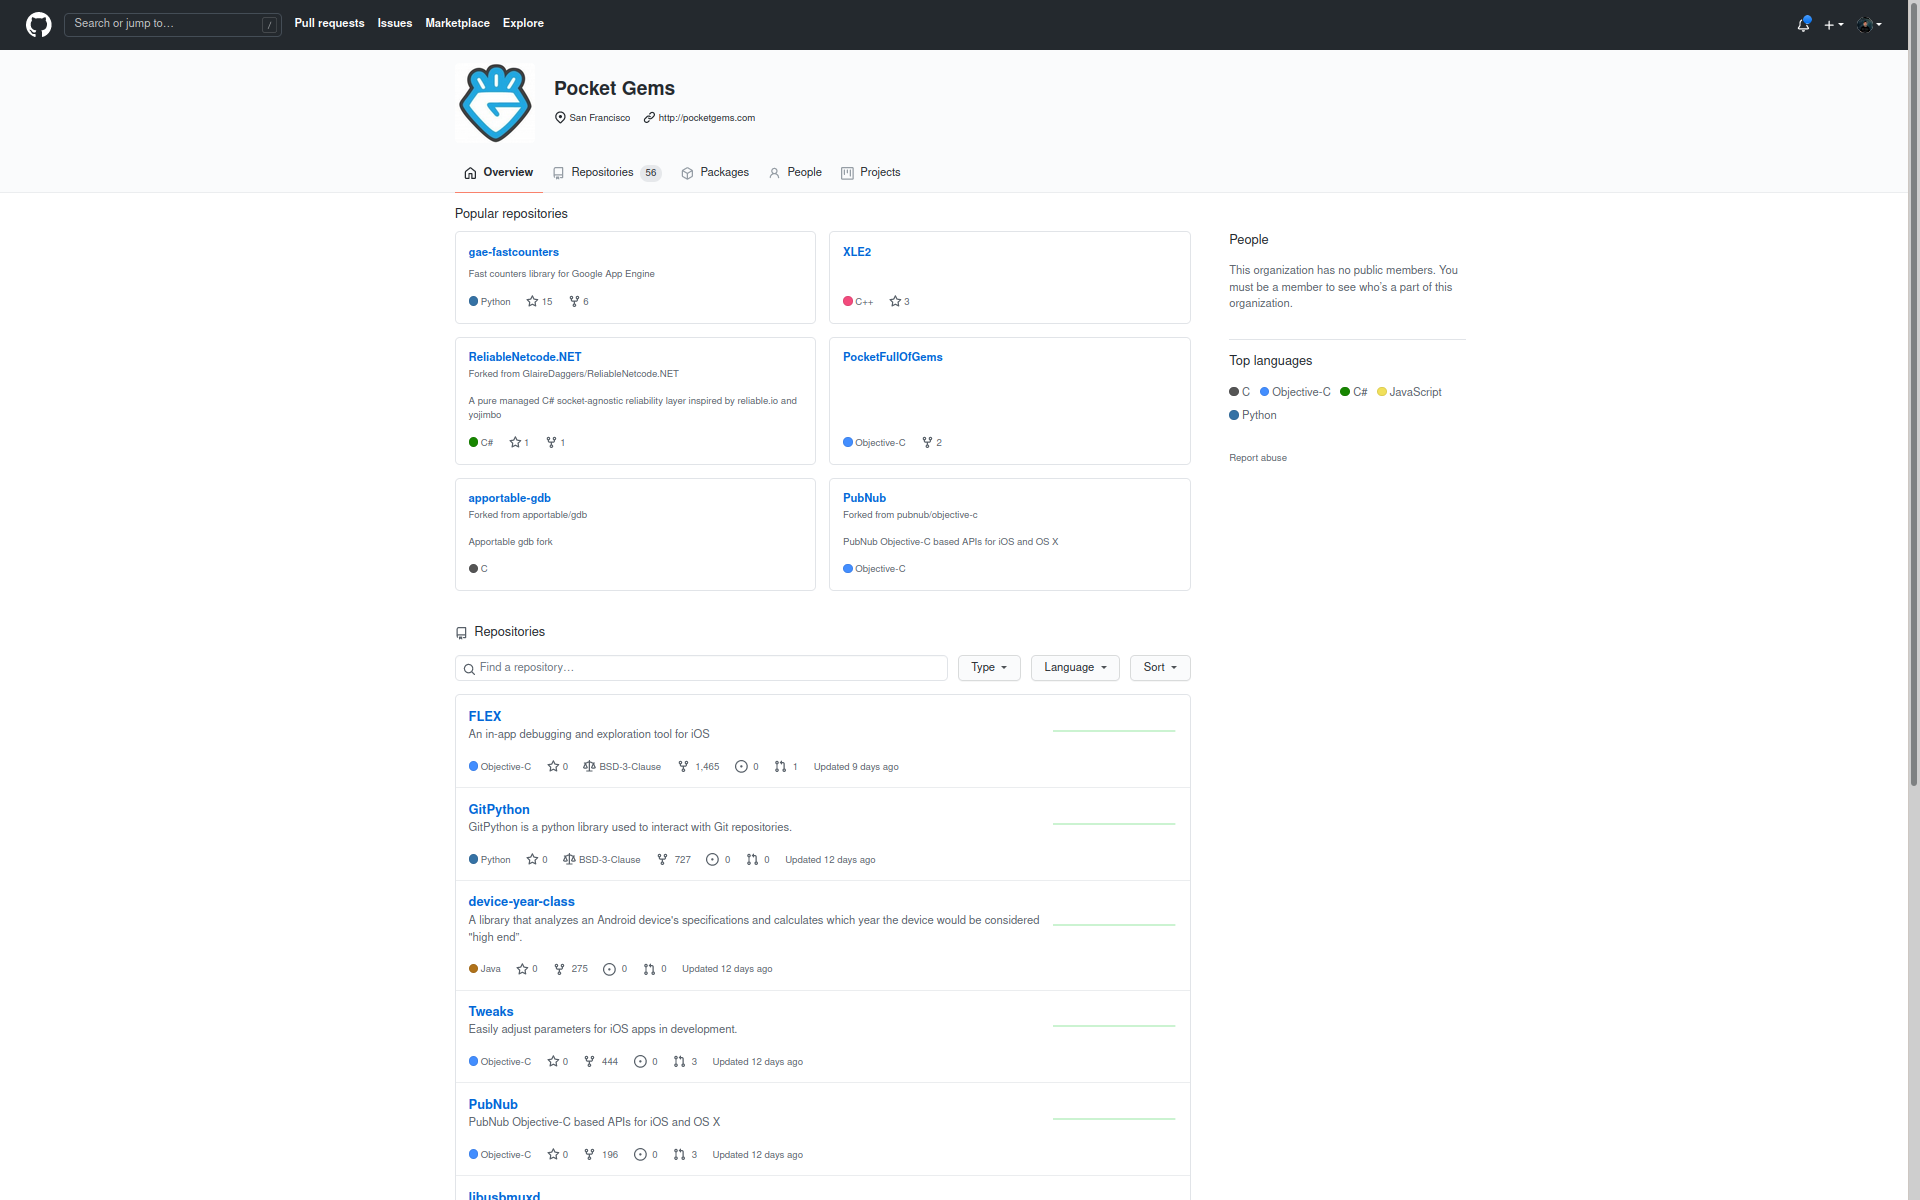 Search or jump to… /
Pull requests Issues Marketplace Explore
Pocket Gems
San Francisco http://pocketgems.com
Overview Repositories 56 Packages People Projects
Popular repositories
gae-fastcounters
Fast counters library for Google App Engine
Python 15 6
XLE2
C++ 3
ReliableNetcode.NET
Forked from GlaireDaggers/ReliableNetcode.NET
A pure managed C# socket-agnostic reliability layer inspired by reliable.io and
yojimbo
C# 1 1
PocketFullOfGems
Objective-C 2
apportable-gdb
Forked from apportable/gdb
Apportable gdb fork
C
PubNub
Forked from pubnub/objective-c
PubNub Objective-C based APIs for iOS and OS X
Objective-C
People
This organization has no public members. You
must be a member to see who's a part of this
organization.
Top languages
C Objective-C C# JavaScript
Python
Report abuse
Repositories
Find a repository… Type Language Sort
FLEX
An in-app debugging and exploration tool for iOS
Objective-C 0 BSD-3-Clause 1,465 0 1 Updated 9 days ago
GitPython
GitPython is a python library used to interact with Git repositories.
Python 0 BSD-3-Clause 727 0 0 Updated 12 days ago
device-year-class
A library that analyzes an Android device's specifications and calculates which year the device would be considered
"high end".
Java 0 275 0 0 Updated 12 days ago
Tweaks
Easily adjust parameters for iOS apps in development.
Objective-C 0 444 0 3 Updated 12 days ago
PubNub
PubNub Objective-C based APIs for iOS and OS X
Objective-C 0 196 0 3 Updated 12 days ago
libusbmuxd